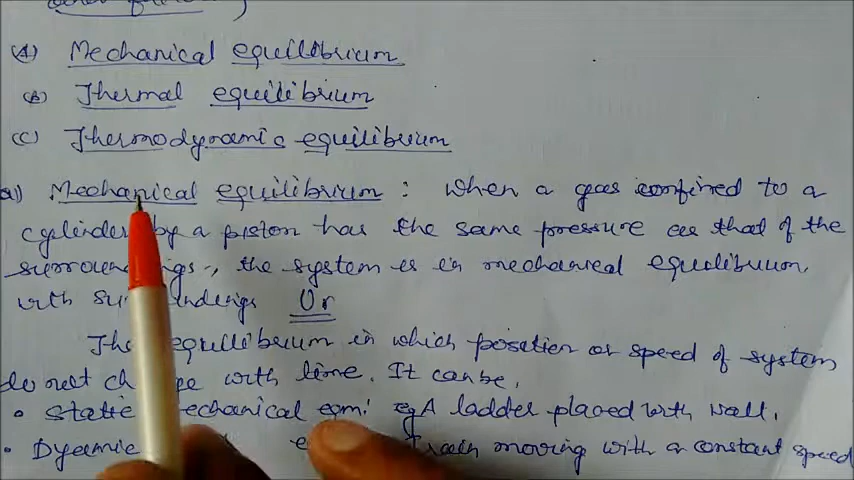 (A) Mechanical equilibrium
(B) Thermal equilibrium
(C) Thermodynamic equilibrium
a) Mechanical equilibrium : when a gas confined to a
cylinder by a piston has the same pressure as that of the
surroundings, the system is in mechanical equilibrium.
with surroundings Or
The equilibrium in which position or speed of system
do not change with time. It can be,
• static mechanical eqm: eg A ladder placed with wall.
• Dyamic Train moving with a constant speed